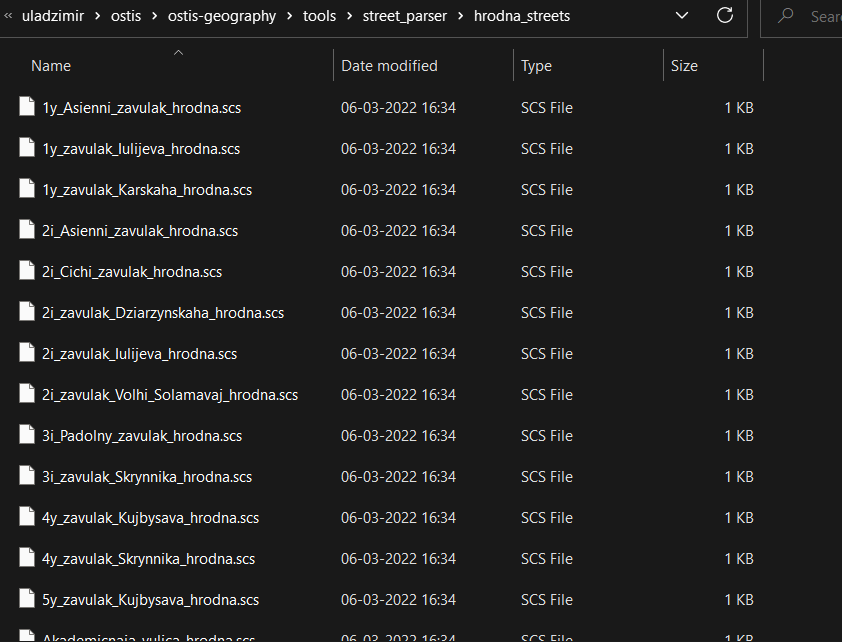 « uladzimir > ostis > ostis-geography > tools > street_parser > hrodna_streets Sear
Name Date modified Type Size
1y_Asienni_zavulak_hrodna.scs 06-03-2022 16:34 SCS File 1 KB
1y_zavulak_Iulijeva_hrodna.scs 06-03-2022 16:34 SCS File 1 KB
1y_zavulak_Karskaha_hrodna.scs 06-03-2022 16:34 SCS File 1 KB
2i_Asienni_zavulak_hrodna.scs 06-03-2022 16:34 SCS File 1 KB
2i_Cichi_zavulak_hrodna.scs 06-03-2022 16:34 SCS File 1 KB
2i_zavulak_Dziarzynskaha_hrodna.scs 06-03-2022 16:34 SCS File 1 KB
2i_zavulak_Iulijeva_hrodna.scs 06-03-2022 16:34 SCS File 1 KB
2i_zavulak_Volhi_Solamavaj_hrodna.scs 06-03-2022 16:34 SCS File 1 KB
3i_Padolny_zavulak_hrodna.scs 06-03-2022 16:34 SCS File 1 KB
3i_zavulak_Skrynnika_hrodna.scs 06-03-2022 16:34 SCS File 1 KB
4y_zavulak_Kujbysava_hrodna.scs 06-03-2022 16:34 SCS File 1 KB
4y_zavulak_Skrynnika_hrodna.scs 06-03-2022 16:34 SCS File 1 KB
5y_zavulak_Kujbysava_hrodna.scs 06-03-2022 16:34 SCS File 1 KB
Akademicnaja_vulica_hrodna.scs 06-03-2022 16:34 SCS File 1 KB